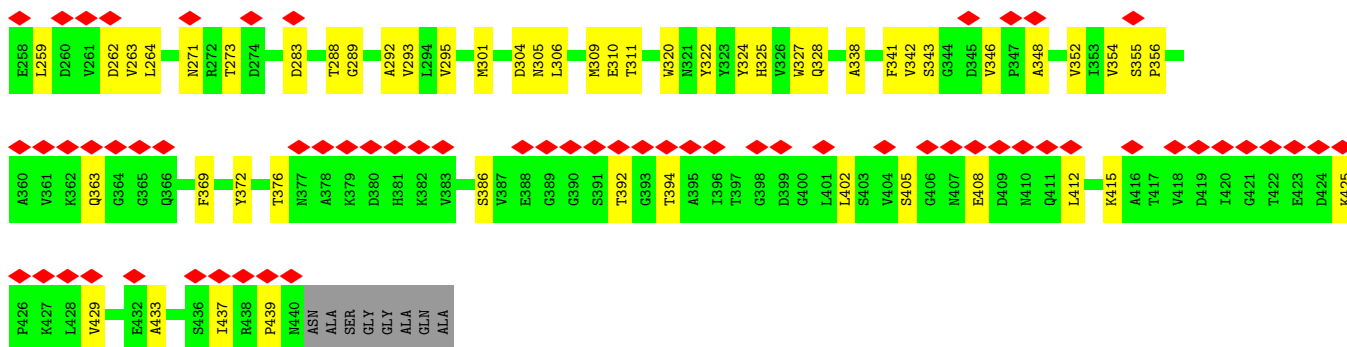 E258 L259 D260 V261 D262 V263 L264 N271 R272 T273 D274 D283 T288 G289 A292 V293 L294 V295 M301 D304 N305 L306 M309 E310 T311 W320 N321 Y322 Y323 Y324 H325 V326 W327 Q328 A338 F341 V342 S343 G344 D345 V346 P347 A348 V352 I353 V354 S355 P356
A360 V361 K362 Q363 G364 G365 Q366 F369 Y372 T376 N377 A378 K379 D380 H381 K382 V383 S386 V387 E388 G389 G390 S391 T392 G393 T394 A395 I396 T397 G398 D399 G400 L401 L402 S403 V404 S405 G406 N407 E408 D409 N410 Q411 L412 K415 A416 T417 V418 D419 I420 G421 T422 E423 D424 K425
P426 K427 L428 V429 E432 A433 S436 I437 R438 P439 N440 ASN ALA SER GLY GLY ALA GLN ALA